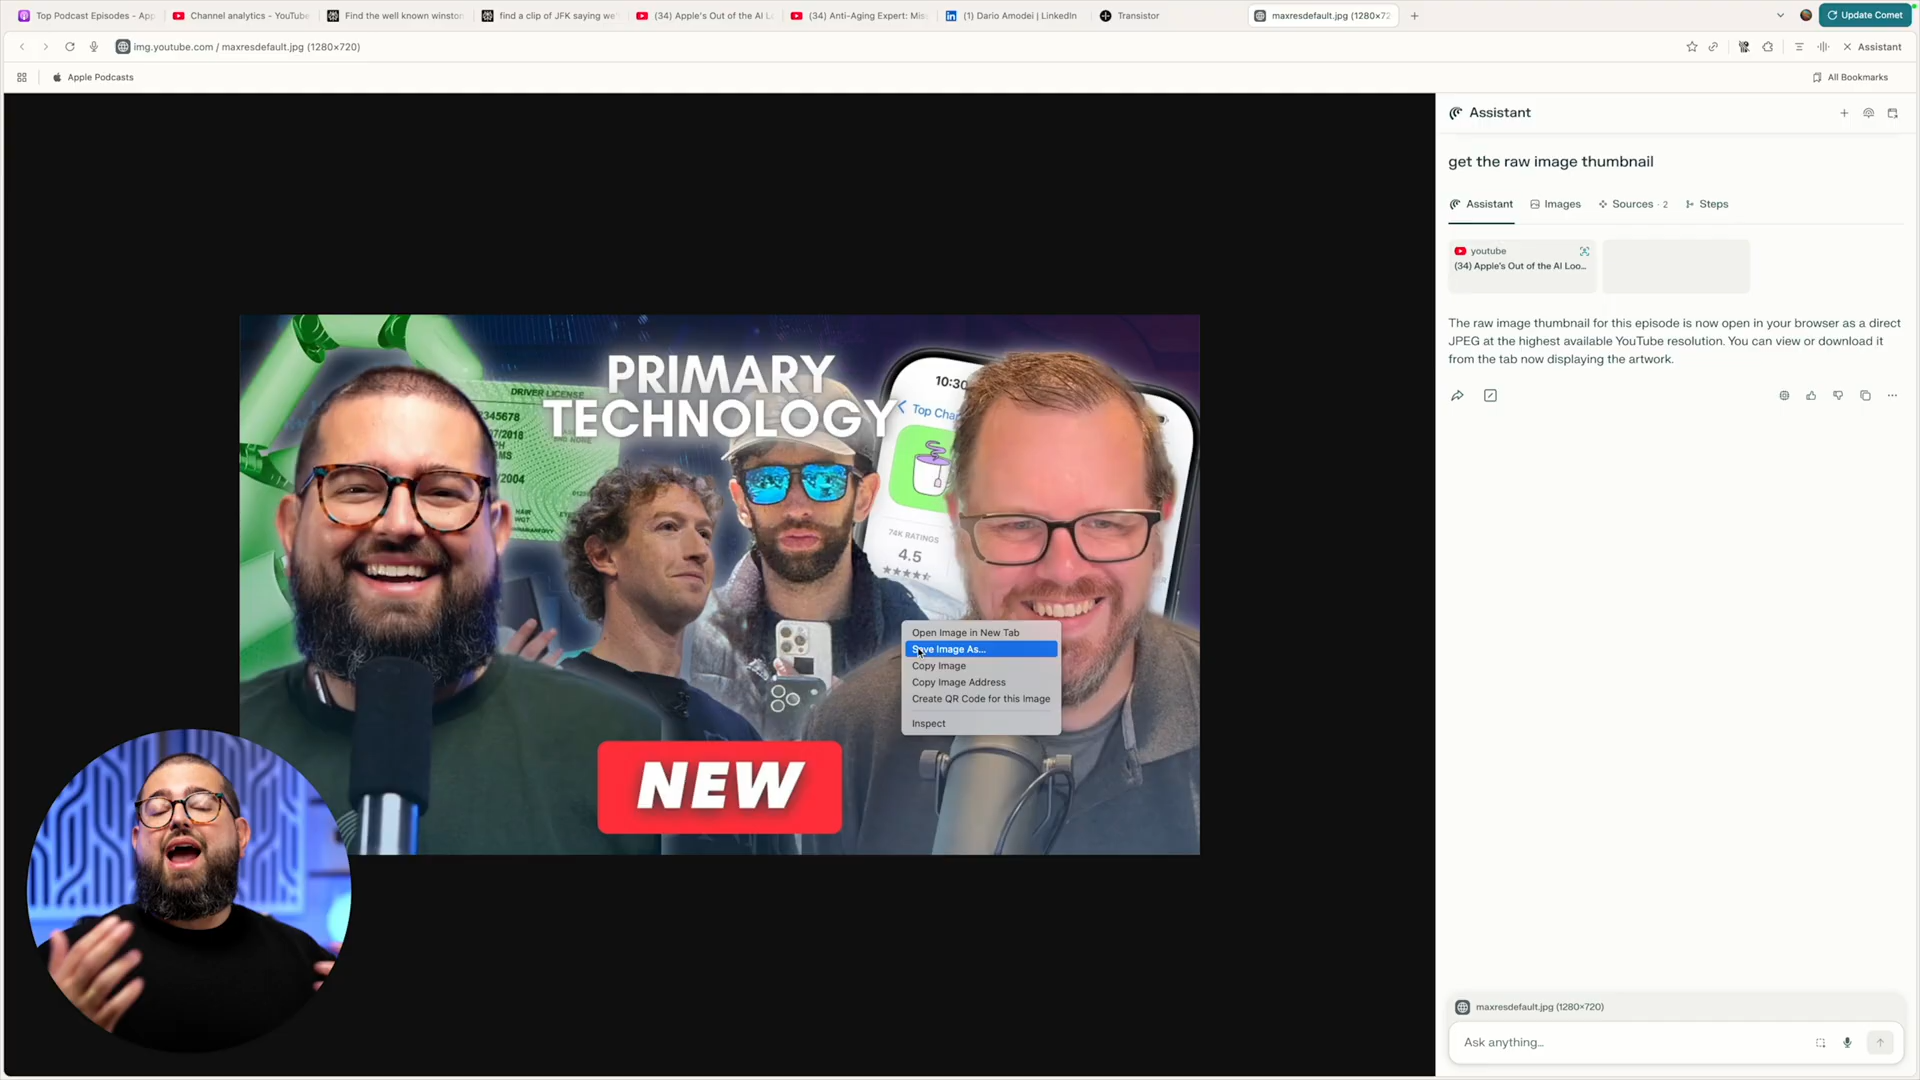 Top Podcast Episodes - App
Channel analytics - YouTube
Find the well known winston
find a clip of JFK saying we'
(34) Apple's Out of the AI Lo
(34) Anti-Aging Expert: Mis
(1) Dario Amodei | LinkedIn
Transistor
maxresdefault.jpg (1280×72
Update Comet
img.youtube.com / maxresdefault.jpg (1280×720)
Assistant
Apple Podcasts
All Bookmarks
Assistant
get the raw image thumbnail
Assistant
Images
Sources · 2
Steps
youtube
(34) Apple's Out of the AI Loo...
The raw image thumbnail for this episode is now open in your browser as a direct
JPEG at the highest available YouTube resolution. You can view or download it
from the tab now displaying the artwork.
PRIMARY
TECHNOLOGY
DRIVER LICENSE
2345678
2018
2004
HAIR
10:30
Top Cha
74K RATINGS
4.5
Open Image in New Tab
Save Image As...
Copy Image
Copy Image Address
Create QR Code for this Image
Inspect
NEW
maxresdefault.jpg (1280×720)
Ask anything...